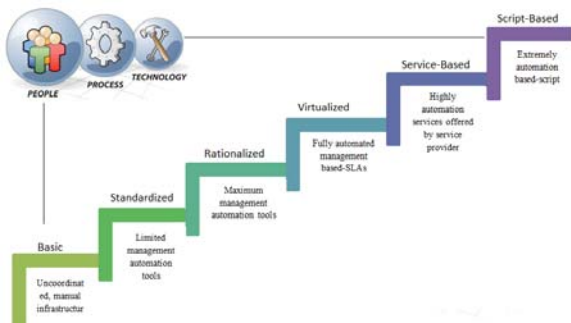 PEOPLE
PROCESS
TECHNOLOGY
Script-Based
Extremely
automation
based-script
Service-Based
Highly
automation
services offered
by service
provider
Virtualized
Fully automated
management
based-SLAs
Rationalized
Maximum
management
automation tools
Standardized
Limited
management
automation
tools
Basic
Uncoordinat
ed, manual
infrastructur